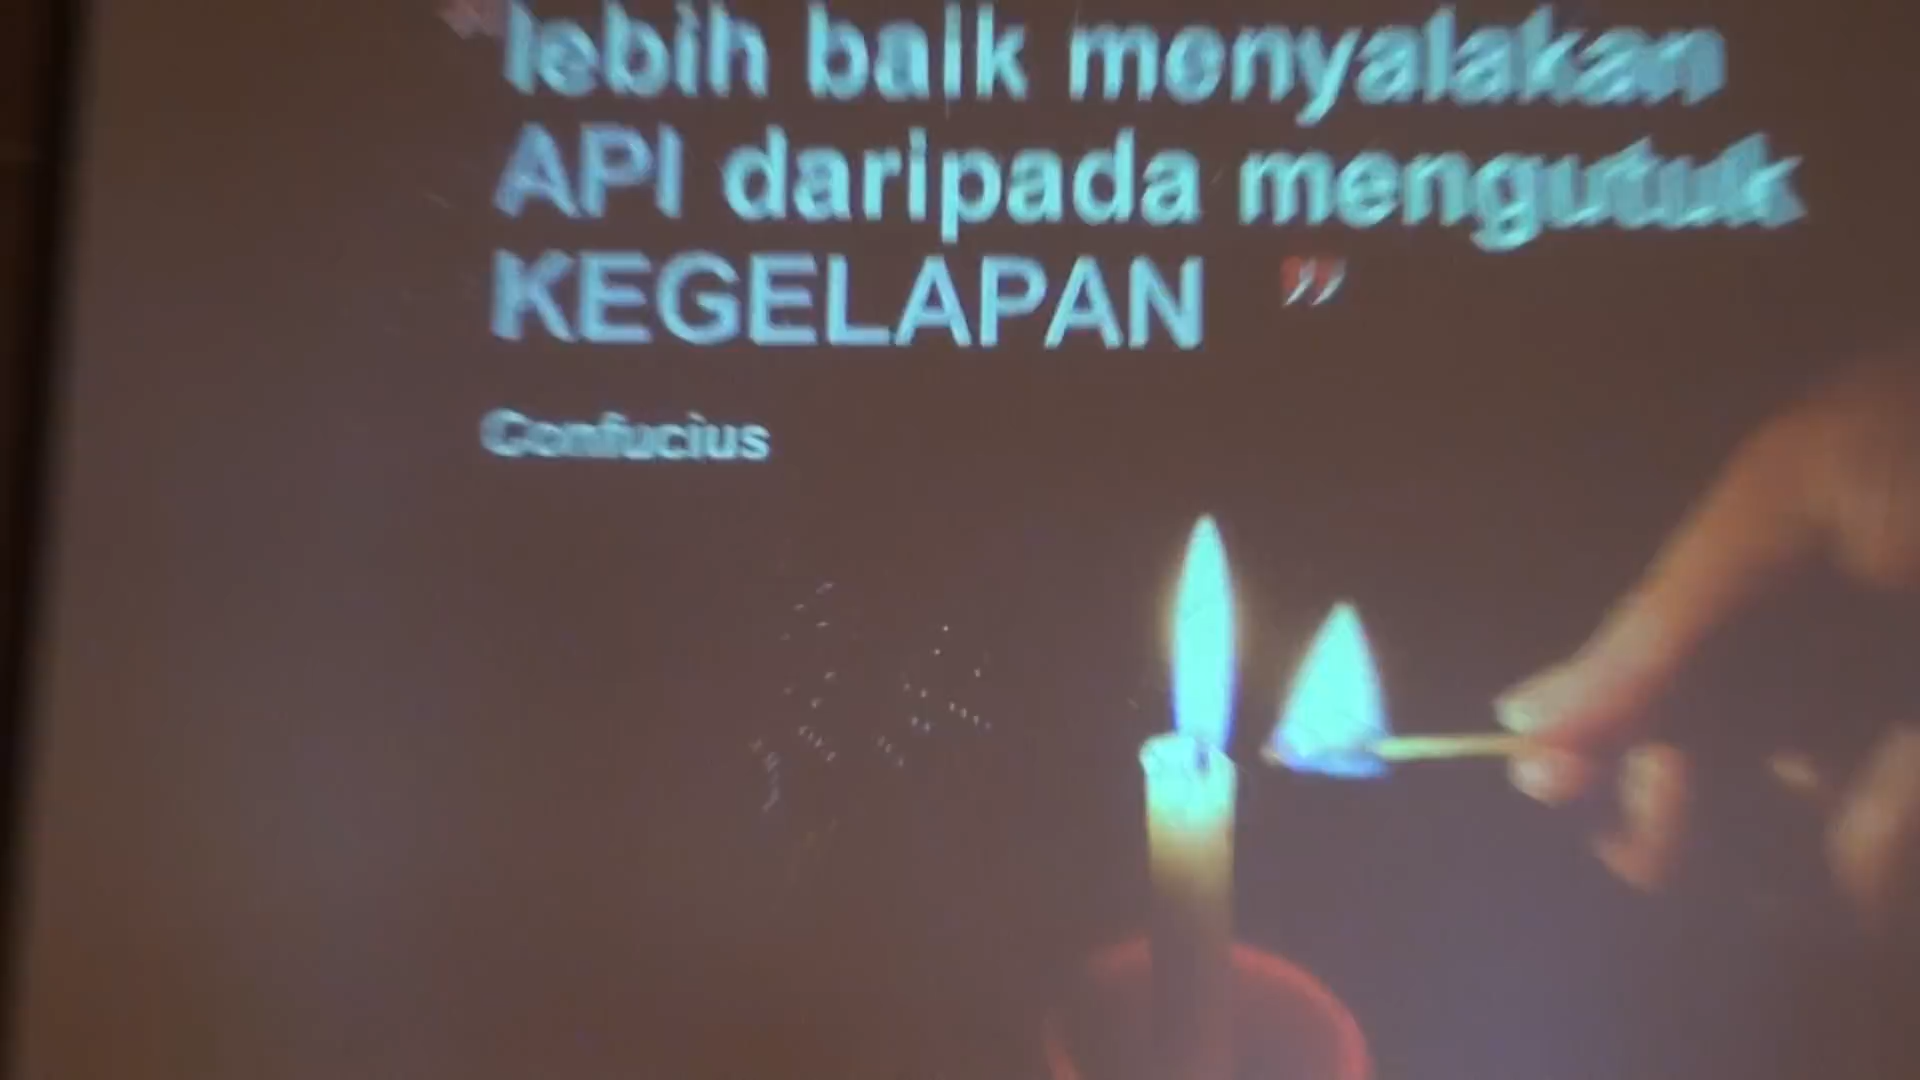 lebih baik menyalakan
API daripada mengutuk
KEGELAPAN ”
Confucius